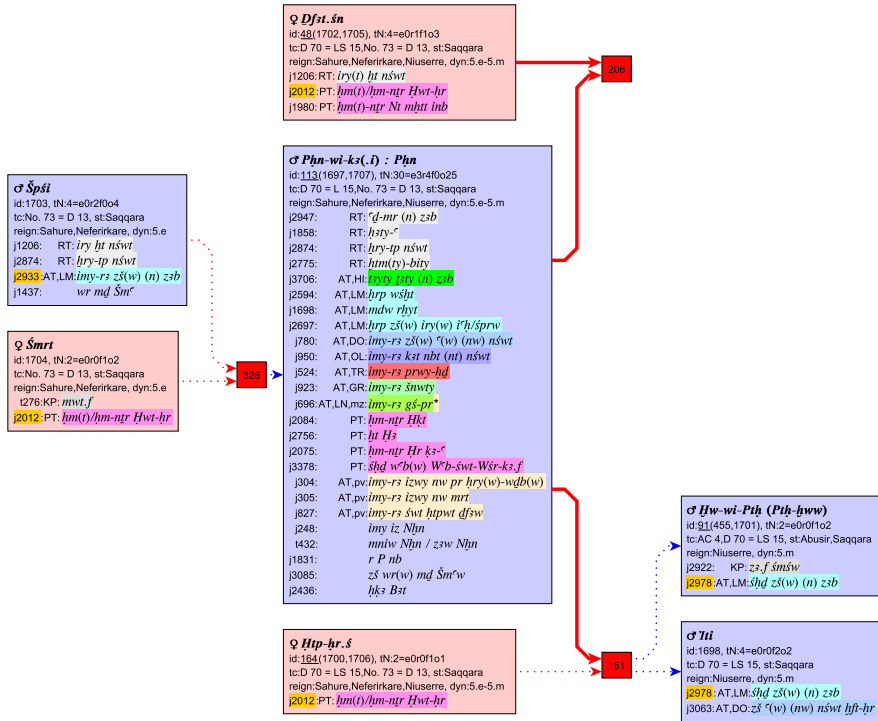 ♀ Ḏfꜣt.śn
id:48(1702,1705), tN:4=e0r1f1o3
tc:D 70 = LS 15,No. 73 = D 13, st:Saqqara
reign:Sahure,Neferirkare,Niuserre, dyn:5.e-5.m
j1206: RT: iry(t) ḫt nśwt
j2012: PT: ḥm(t)/ḥm-nṯr Ḥwt-ḥr
j1980: PT: ḥm(t)-nṯr Nt mḥtt inb
206
♂ Pḥn-wi-kꜣ(.i) : Pḥn
id:113(1697,1707), tN:30=e3r4f0o25
tc:D 70 = L 15,No. 73 = D 13, st:Saqqara
reign:Sahure,Neferirkare,Niuserre, dyn:5.e-5.m
j2947: RT: ꜥḏ-mr (n) zꜣb
j1858: RT: ḥꜣty-ꜥ
j2874: RT: ḥry-tp nśwt
j2775: RT: ḫtm(ty)-bity
j3706: AT,HI: tꜣyty ṯꜣty (n) zꜣb
j2594: AT,LM: ḫrp wśḫt
j1698: AT,LM: mdw rḫyt
j2697: AT,LM: ḫrp zš(w) iry(w) iꜥḥ/śprw
j780: AT,DO: imy-rꜣ zš(w) ꜥ(w) (nw) nśwt
j950: AT,OL: imy-rꜣ kꜣt nbt (nt) nśwt
j524: AT,TR: imy-rꜣ prwy-ḥḏ
j923: AT,GR: imy-rꜣ šnwty
j696: AT,LN,mz: imy-rꜣ gś-pr*
j2084: PT: ḥm-nṯr Ḥḳt
j2756: PT: ḫt Ḥꜣ
j2075: PT: ḥm-nṯr Ḥr ḳꜣ-ꜥ
j3378: PT: śḥḏ wꜥb(w) Wꜥb-śwt-Wśr-kꜣ.f
j304: AT,pv: imy-rꜣ izwy nw pr ḥry(w)-wḏb(w)
j305: AT,pv: imy-rꜣ izwy nw mrt
j827: AT,pv: imy-rꜣ śwt ḥtpwt ḏfꜣw
j248: imy iz Nḫn
t432: mniw Nḫn / zꜣw Nḫn
j1831: r P nb
j3085: zš wr(w) mḏ Šmꜥw
j2436: ḥḳꜣ Bꜣt
♂ Špśi
id:1703, tN:4=e0r2f0o4
tc:No. 73 = D 13, st:Saqqara
reign:Sahure,Neferirkare, dyn:5.e
j1206: RT: iry ḫt nśwt
j2874: RT: ḥry-tp nśwt
j2933: AT,LM: imy-rꜣ zš(w) (n) zꜣb
j1437: wr mḏ Šmꜥ
♀ Śmrt
id:1704, tN:2=e0r0f1o2
tc:No. 73 = D 13, st:Saqqara
reign:Sahure,Neferirkare, dyn:5.e
t276: KP: mwt.f
j2012: PT: ḥm(t)/ḥm-nṯr Ḥwt-ḥr
326
♀ Ḥtp-ḥr.ś
id:164(1700,1706), tN:2=e0r0f1o1
tc:D 70 = LS 15,No. 73 = D 13, st:Saqqara
reign:Sahure,Neferirkare,Niuserre, dyn:5.e-5.m
j2012: PT: ḥm(t)/ḥm-nṯr Ḥwt-ḥr
151
♂ Ḫw-wi-Ptḥ (Ptḥ-ḫww)
id:91(455,1701), tN:2=e0r0f1o2
tc:AC 4,D 70 = LS 15, st:Abusir,Saqqara
reign:Niuserre, dyn:5.m
j2922: KP: zꜣ.f śmśw
j2978: AT,LM: śḥḏ zš(w) (n) zꜣb
♂ ꞽti
id:1698, tN:4=e0r0f2o2
tc:D 70 = LS 15, st:Saqqara
reign:Niuserre, dyn:5.m
j2978: AT,LM: śḥḏ zš(w) (n) zꜣb
j3063: AT,DO: zš ꜥ(w) (nw) nśwt ḫft-ḥr